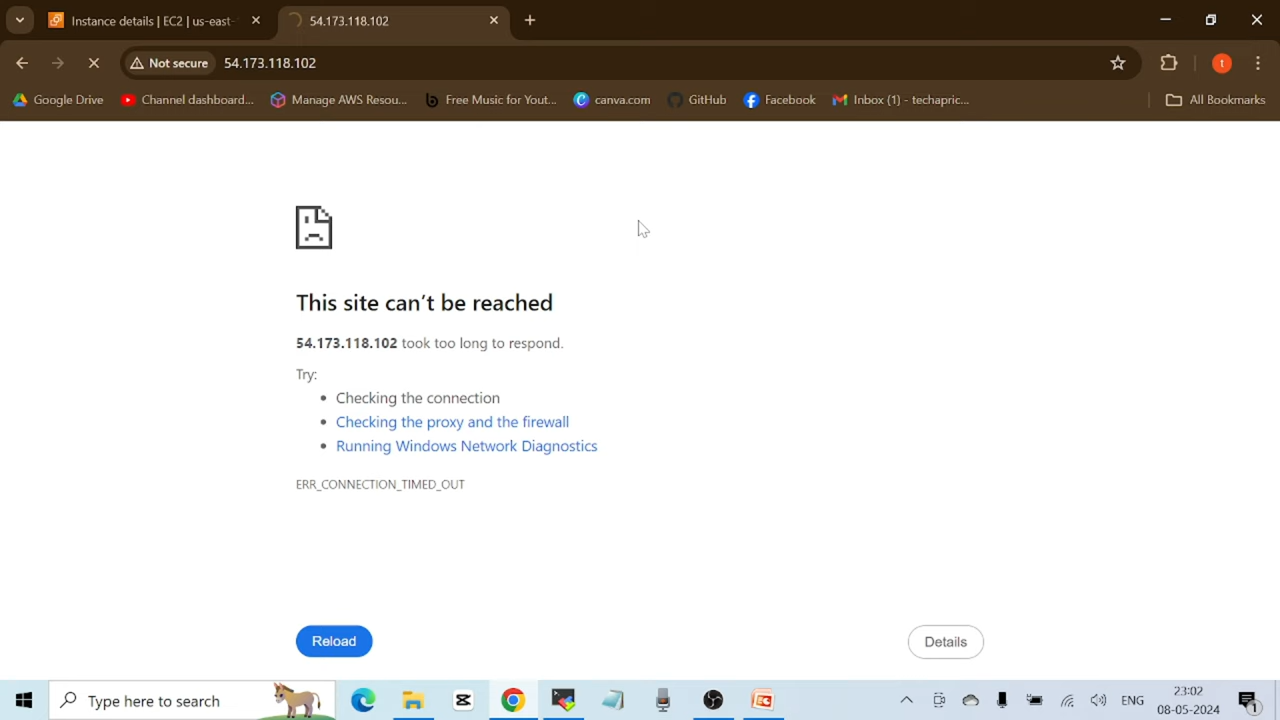 Instance details | EC2 | us-east-
54.173.118.102
Not secure
54.173.118.102
t
Google Drive
Channel dashboard...
Manage AWS Resou...
Free Music for Yout...
canva.com
GitHub
Facebook
Inbox (1) - techapric...
All Bookmarks
This site can't be reached
54.173.118.102 took too long to respond.
Try:
Checking the connection
Checking the proxy and the firewall
Running Windows Network Diagnostics
ERR_CONNECTION_TIMED_OUT
Reload
Details
Type here to search
ENG
23:02
08-05-2024
1